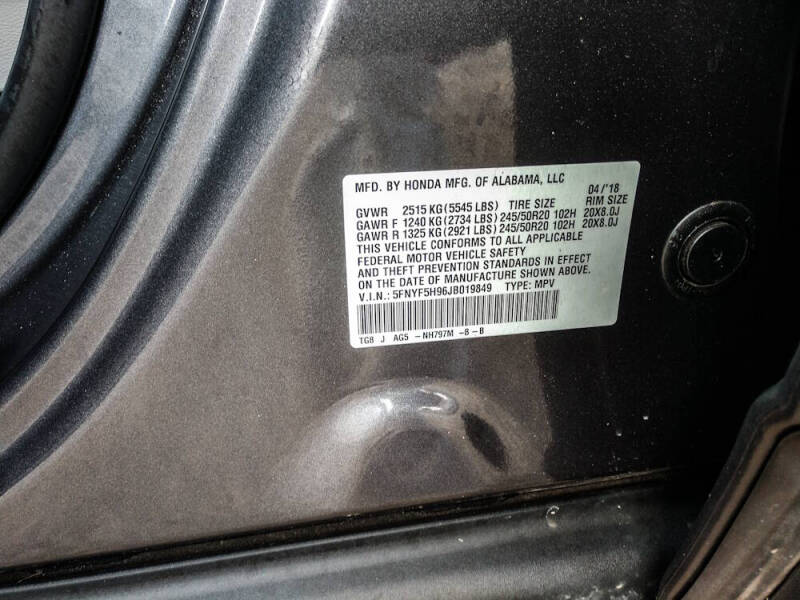 MFD. BY HONDA MFG. OF ALABAMA, LLC 04/'18
GVWR 2515 KG(5545 LBS) TIRE SIZE RIM SIZE
GAWR F 1240 KG(2734 LBS)245/50R20 102H 20X8.0J
GAWR R 1325 KG(2921 LBS)245/50R20 102H 20X8.0J
THIS VEHICLE CONFORMS TO ALL APPLICABLE
FEDERAL MOTOR VEHICLE SAFETY
AND THEFT PREVENTION STANDARDS IN EFFECT
ON THE DATE OF MANUFACTURE SHOWN ABOVE.
V.I.N.: 5FNYF5H96JB019849 TYPE: MPV
TG8 J AG5 -NH797M -B-B